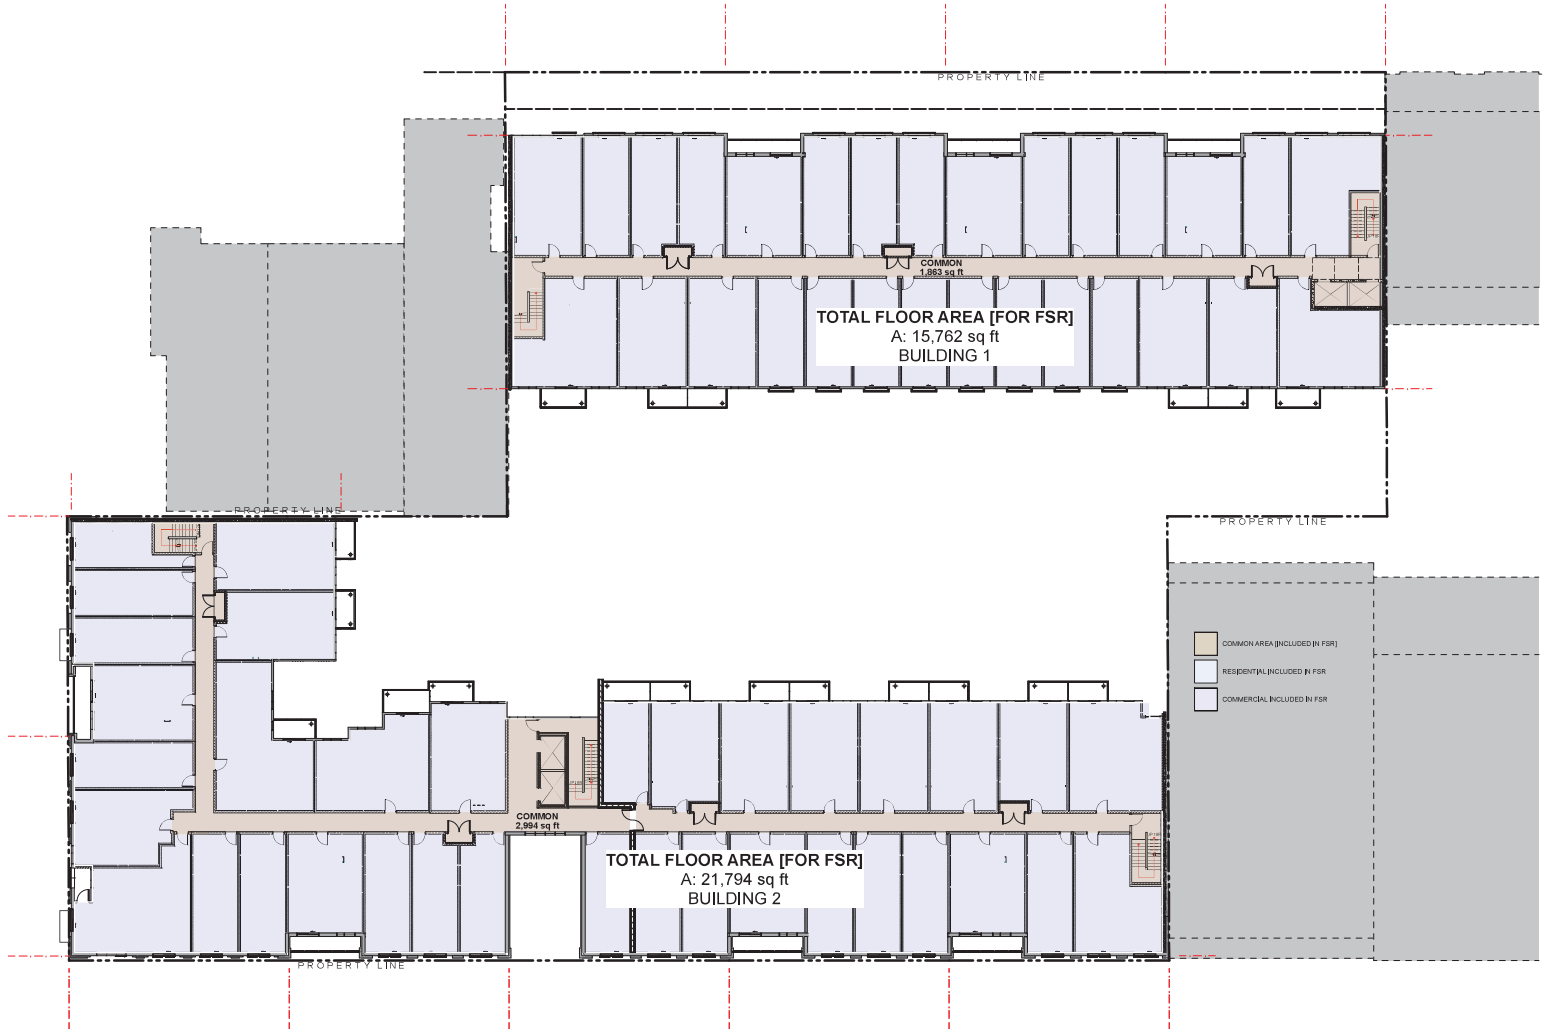 PROPERTY LINE
COMMON
1,863 sq ft
TOTAL FLOOR AREA [FOR FSR]
A: 15,762 sq ft
BUILDING 1
PROPERTY LINE
PROPERTY LINE
COMMON AREA [INCLUDED IN FSR]
RESIDENTIAL INCLUDED IN FSR
COMMERCIAL INCLUDED IN FSR
COMMON
2,994 sq ft
TOTAL FLOOR AREA [FOR FSR]
A: 21,794 sq ft
BUILDING 2
PROPERTY LINE